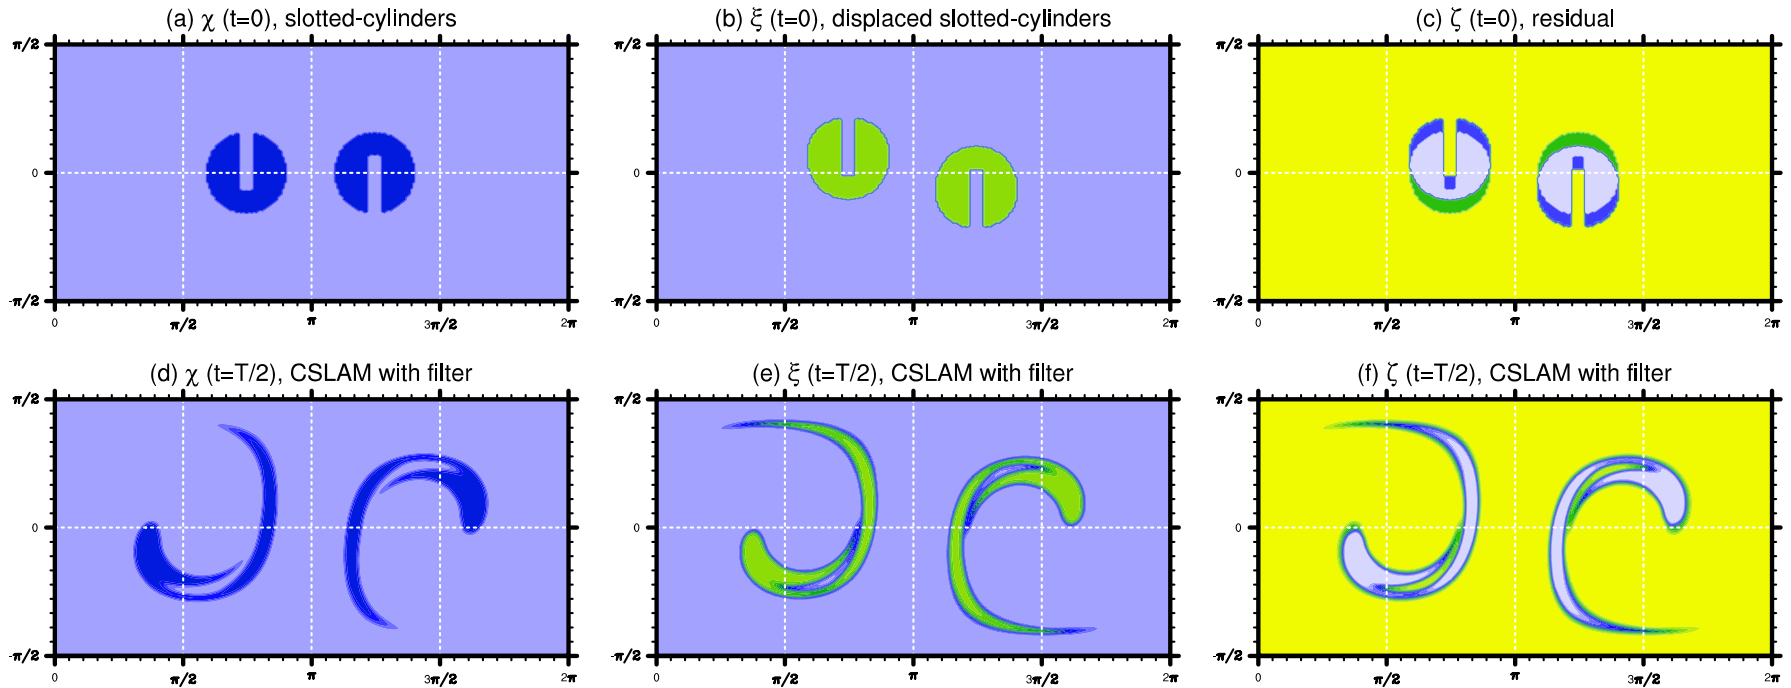 (a) χ (t=0), slotted-cylinders
(b) ξ (t=0), displaced slotted-cylinders
(c) ζ (t=0), residual
π/2
0
-π/2
0
π/2
π
3π/2
2π
π/2
0
-π/2
0
π/2
π
3π/2
2π
π/2
0
-π/2
0
π/2
π
3π/2
2π
(d) χ (t=T/2), CSLAM with filter
(e) ξ (t=T/2), CSLAM with filter
(f) ζ (t=T/2), CSLAM with filter
π/2
0
-π/2
0
π/2
π
3π/2
2π
π/2
0
-π/2
0
π/2
π
3π/2
2π
π/2
0
-π/2
0
π/2
π
3π/2
2π